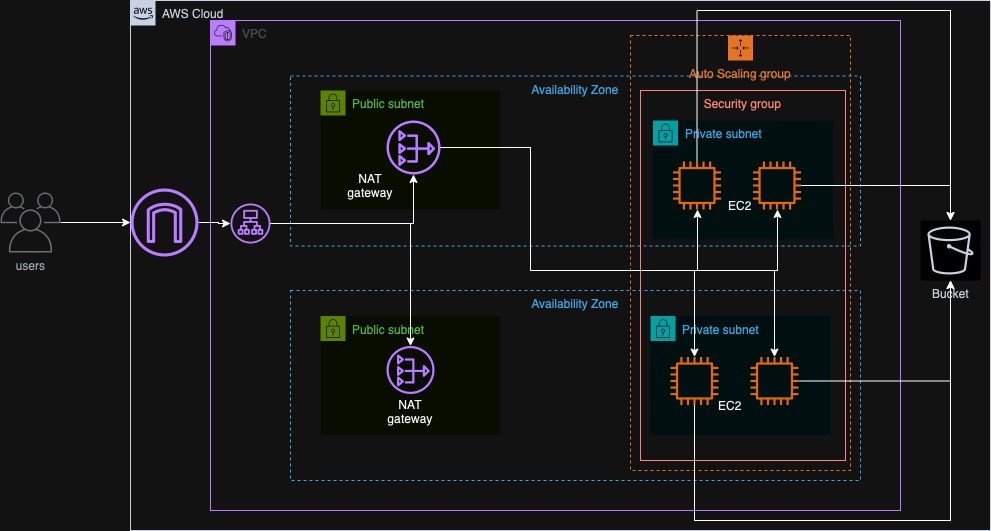 aws
AWS Cloud
VPC
Auto Scaling group
Availability Zone
Public subnet
Security group
Private subnet
NAT
gateway
EC2
users
Bucket
Availability Zone
Public subnet
Private subnet
NAT
gateway
EC2